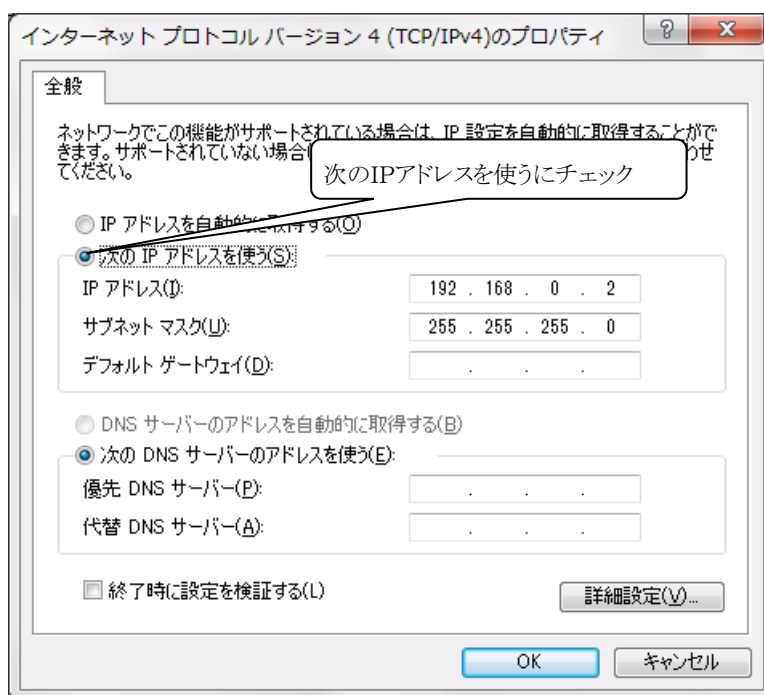 インターネット プロトコル バージョン 4 (TCP/IPv4)のプロパティ
全般
ネットワークでこの機能がサポートされている場合は、IP 設定を自動的に取得することがで
きます。サポートされていない場合
わせ
てください。
次のIPアドレスを使うにチェック
IP アドレスを自動的に取得する(O)
次の IP アドレスを使う(S):
IP アドレス(I): 192 . 168 . 0 . 2
サブネット マスク(U): 255 . 255 . 255 . 0
デフォルト ゲートウェイ(D): . . .
DNS サーバーのアドレスを自動的に取得する(B)
次の DNS サーバーのアドレスを使う(E):
優先 DNS サーバー(P): . . .
代替 DNS サーバー(A): . . .
終了時に設定を検証する(L)
詳細設定(V)...
OK
キャンセル